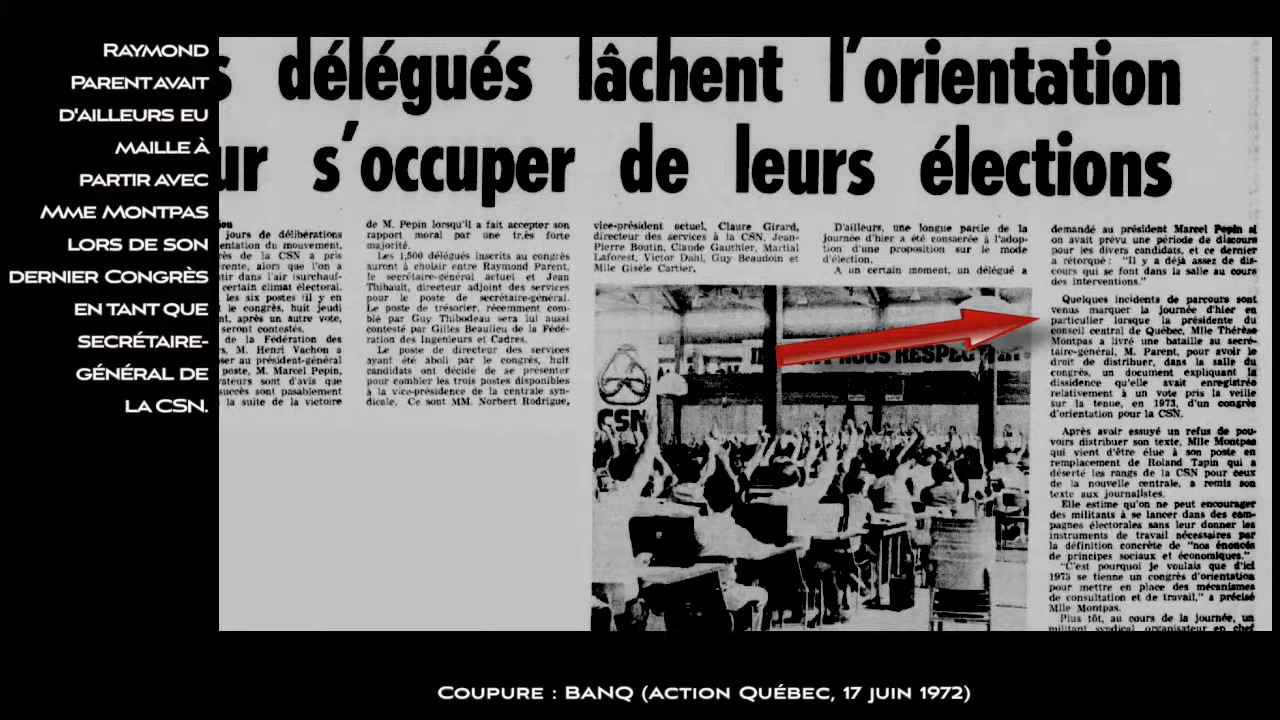 Raymond
Parent avait
d'ailleurs eu
maille à
partir avec
Mme Montpas
lors de son
dernier Congrès
en tant que
secrétaire-
général de
la CSN.
s délégués lâchent l'orientation
ur s'occuper de leurs élections
jours de délibérations
entation du mouvement.
rès de la CSN a pris
rente, alors que l'on a
tir dans l'air (surchauf-
certain climat électoral.
les six postes (il y en
le congrès, huit jeudi
nt, après un autre vote,
seront contestés.
de la Fédération des
s, M. Henri Vachon a
ser au président-général
poste, M. Marcel Pepin,
ateurs sont d'avis que
succès sont pasablement
la suite de la victoire
de M. Pepin lorsqu'il a fait accepter son
rapport moral par une très forte
majorité.
Les 1,500 délégués inscrits au congrès
auront à choisir entre Raymond Parent,
le secrétaire-général actuel et Jean
Thibault, directeur adjoint des services
pour le poste de secrétaire-général.
Le poste de trésorier, récemment com-
blé par Guy Thibodeau sera lui aussi
contesté par Gilles Beaulieu de la Fédé-
ration des Ingénieurs et Cadres.
Le poste de directeur des services
ayant été aboli par le congrès, huit
candidats ont décidé de se présenter
pour combler les trois postes disponibles
à la vice-présidence de la centrale syn-
dicale. Ce sont MM. Norbert Rodrigue,
vice-président actuel, Claure Girard,
directeur des services à la CSN, Jean-
Pierre Boutin, Claude Gauthier, Martial
Laforest, Victor Dahl, Guy Beaudoin et
Mlle Gisèle Cartier,
D'ailleurs, une longue partie de la
journée d'hier a été consacrée à l'adop-
tion d'une proposition sur le mode
d'élection.
A un certain moment, un délégué a
NOUS RESPEC
CSN
demandé au président Marcel Pepin si
on avait prévu une période de discours
pour les divers candidats, et ce dernier
a rétorqué : "Il y a déjà assez de dis-
cours qui se font dans la salle au cours
des interventions."
Quelques incidents de parcours sont
venus marquer la journée d'hier en
particulier lorsque la présidente du
conseil central de Québec, Mlle Thérèse
Montpas a livré une bataille au secré-
taire-général, M. Parent, pour avoir le
droit de distribuer, dans la salle du
congrès, un document expliquant la
dissidence qu'elle avait enregistrée
relativement à un vote pris la veille
sur la tenue, en 1973, d'un congrès
d'orientation pour la CSN.
Après avoir essuyé un refus de pou-
voirs distribuer son texte, Mlle Montpas
qui vient d'être élue à son poste en
remplacement de Roland Tapin qui a
déserté les rangs de la CSN pour ceux
de la nouvelle centrale, a remis son
texte aux journalistes.
Elle estime qu'on ne peut encourager
des militants à se lancer dans des cam-
pagnes électorales sans leur donner les
instruments de travail nécessaires par
la définition concrète de "nos énoncés
de principes sociaux et économiques."
"C'est pourquoi je voulais que d'ici
1973 se tienne un congrès d'orientation
pour mettre en place des mécanismes
de consultation et de travail," a précisé
Mlle Montpas.
Plus tôt, au cours de la journée, un
militant syndical, organisateur en chef
Coupure : BANQ (Action Québec, 17 juin 1972)